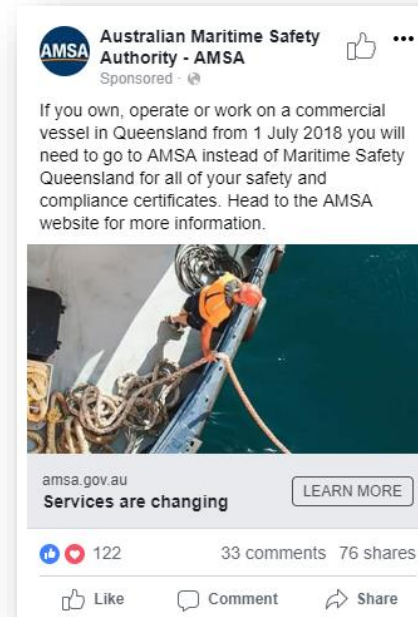 AMSA
Australian Maritime Safety
Authority - AMSA
Sponsored ·
If you own, operate or work on a commercial
vessel in Queensland from 1 July 2018 you will
need to go to AMSA instead of Maritime Safety
Queensland for all of your safety and
compliance certificates. Head to the AMSA
website for more information.
amsa.gov.au
Services are changing
LEARN MORE
122
33 comments 76 shares
Like Comment Share